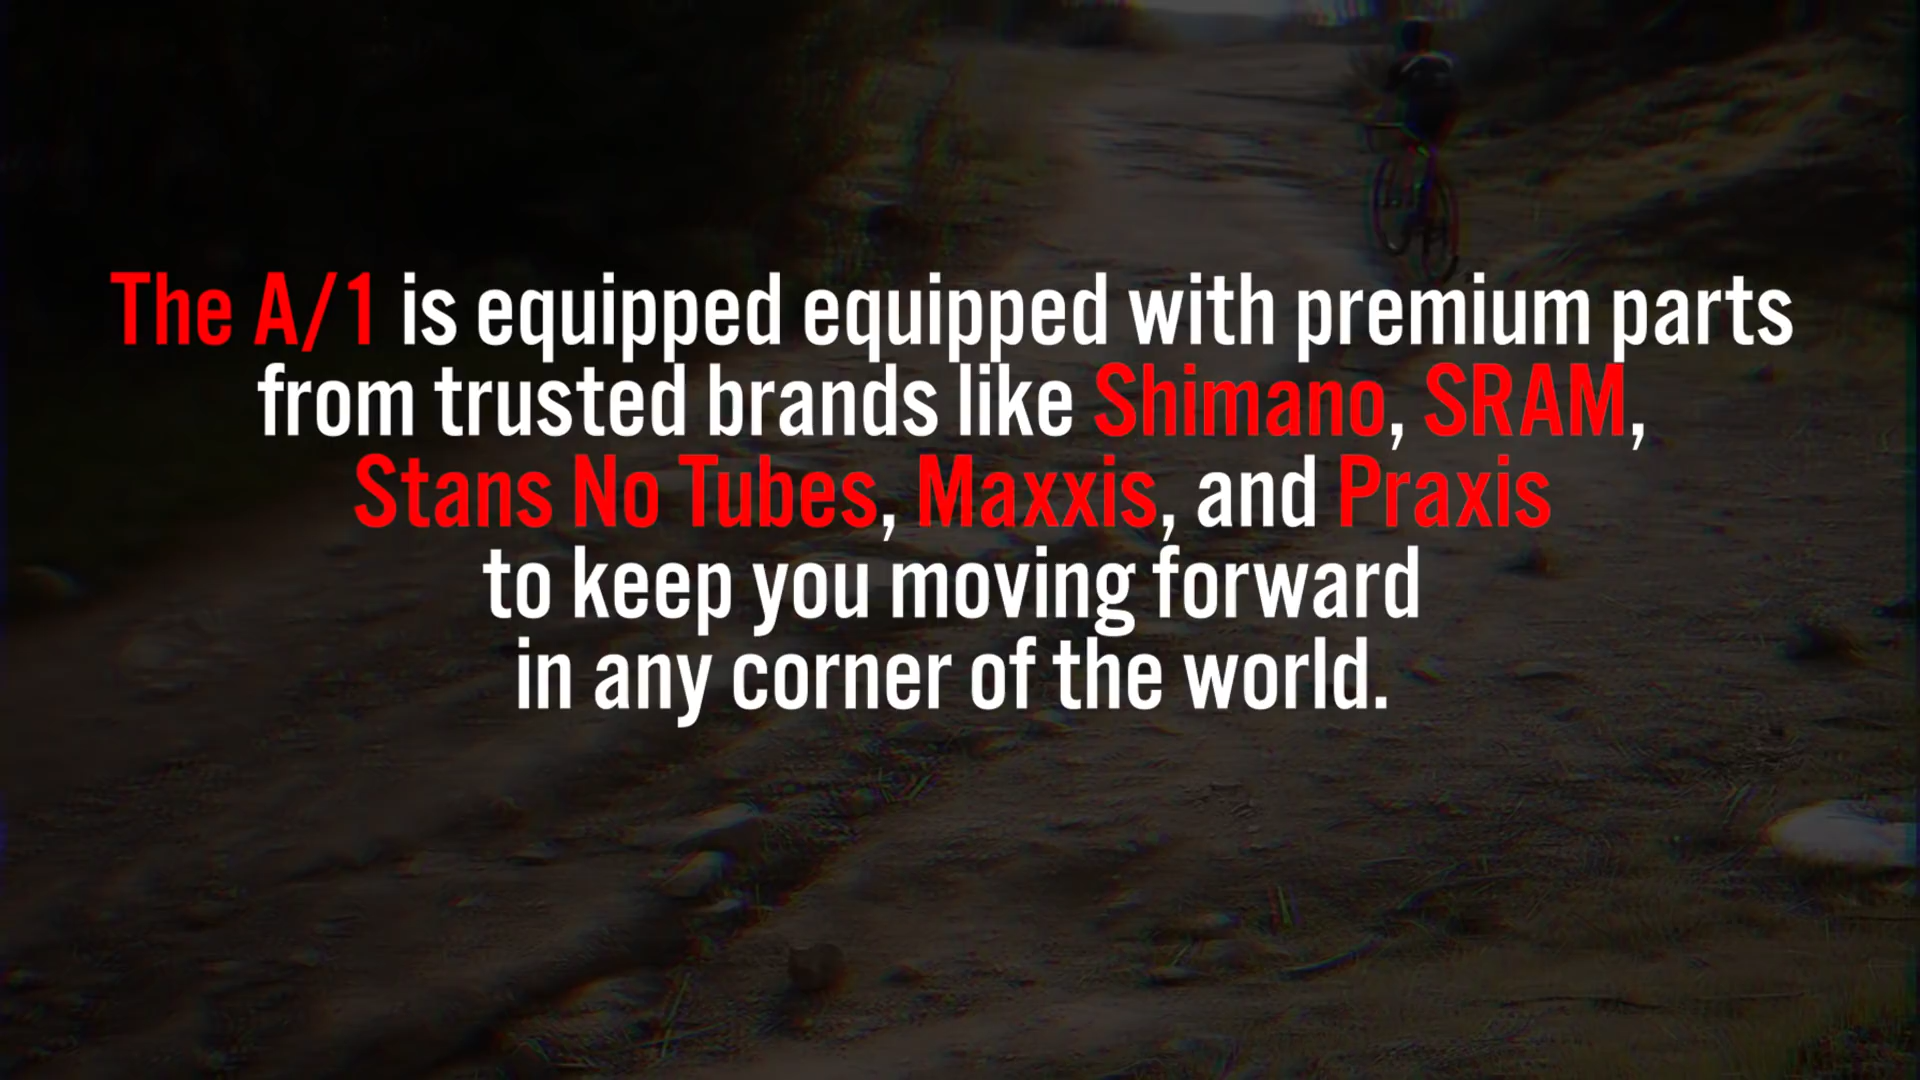 The A/1 is equipped equipped with premium parts
from trusted brands like Shimano, SRAM,
Stans No Tubes, Maxxis, and Praxis
to keep you moving forward
in any corner of the world.